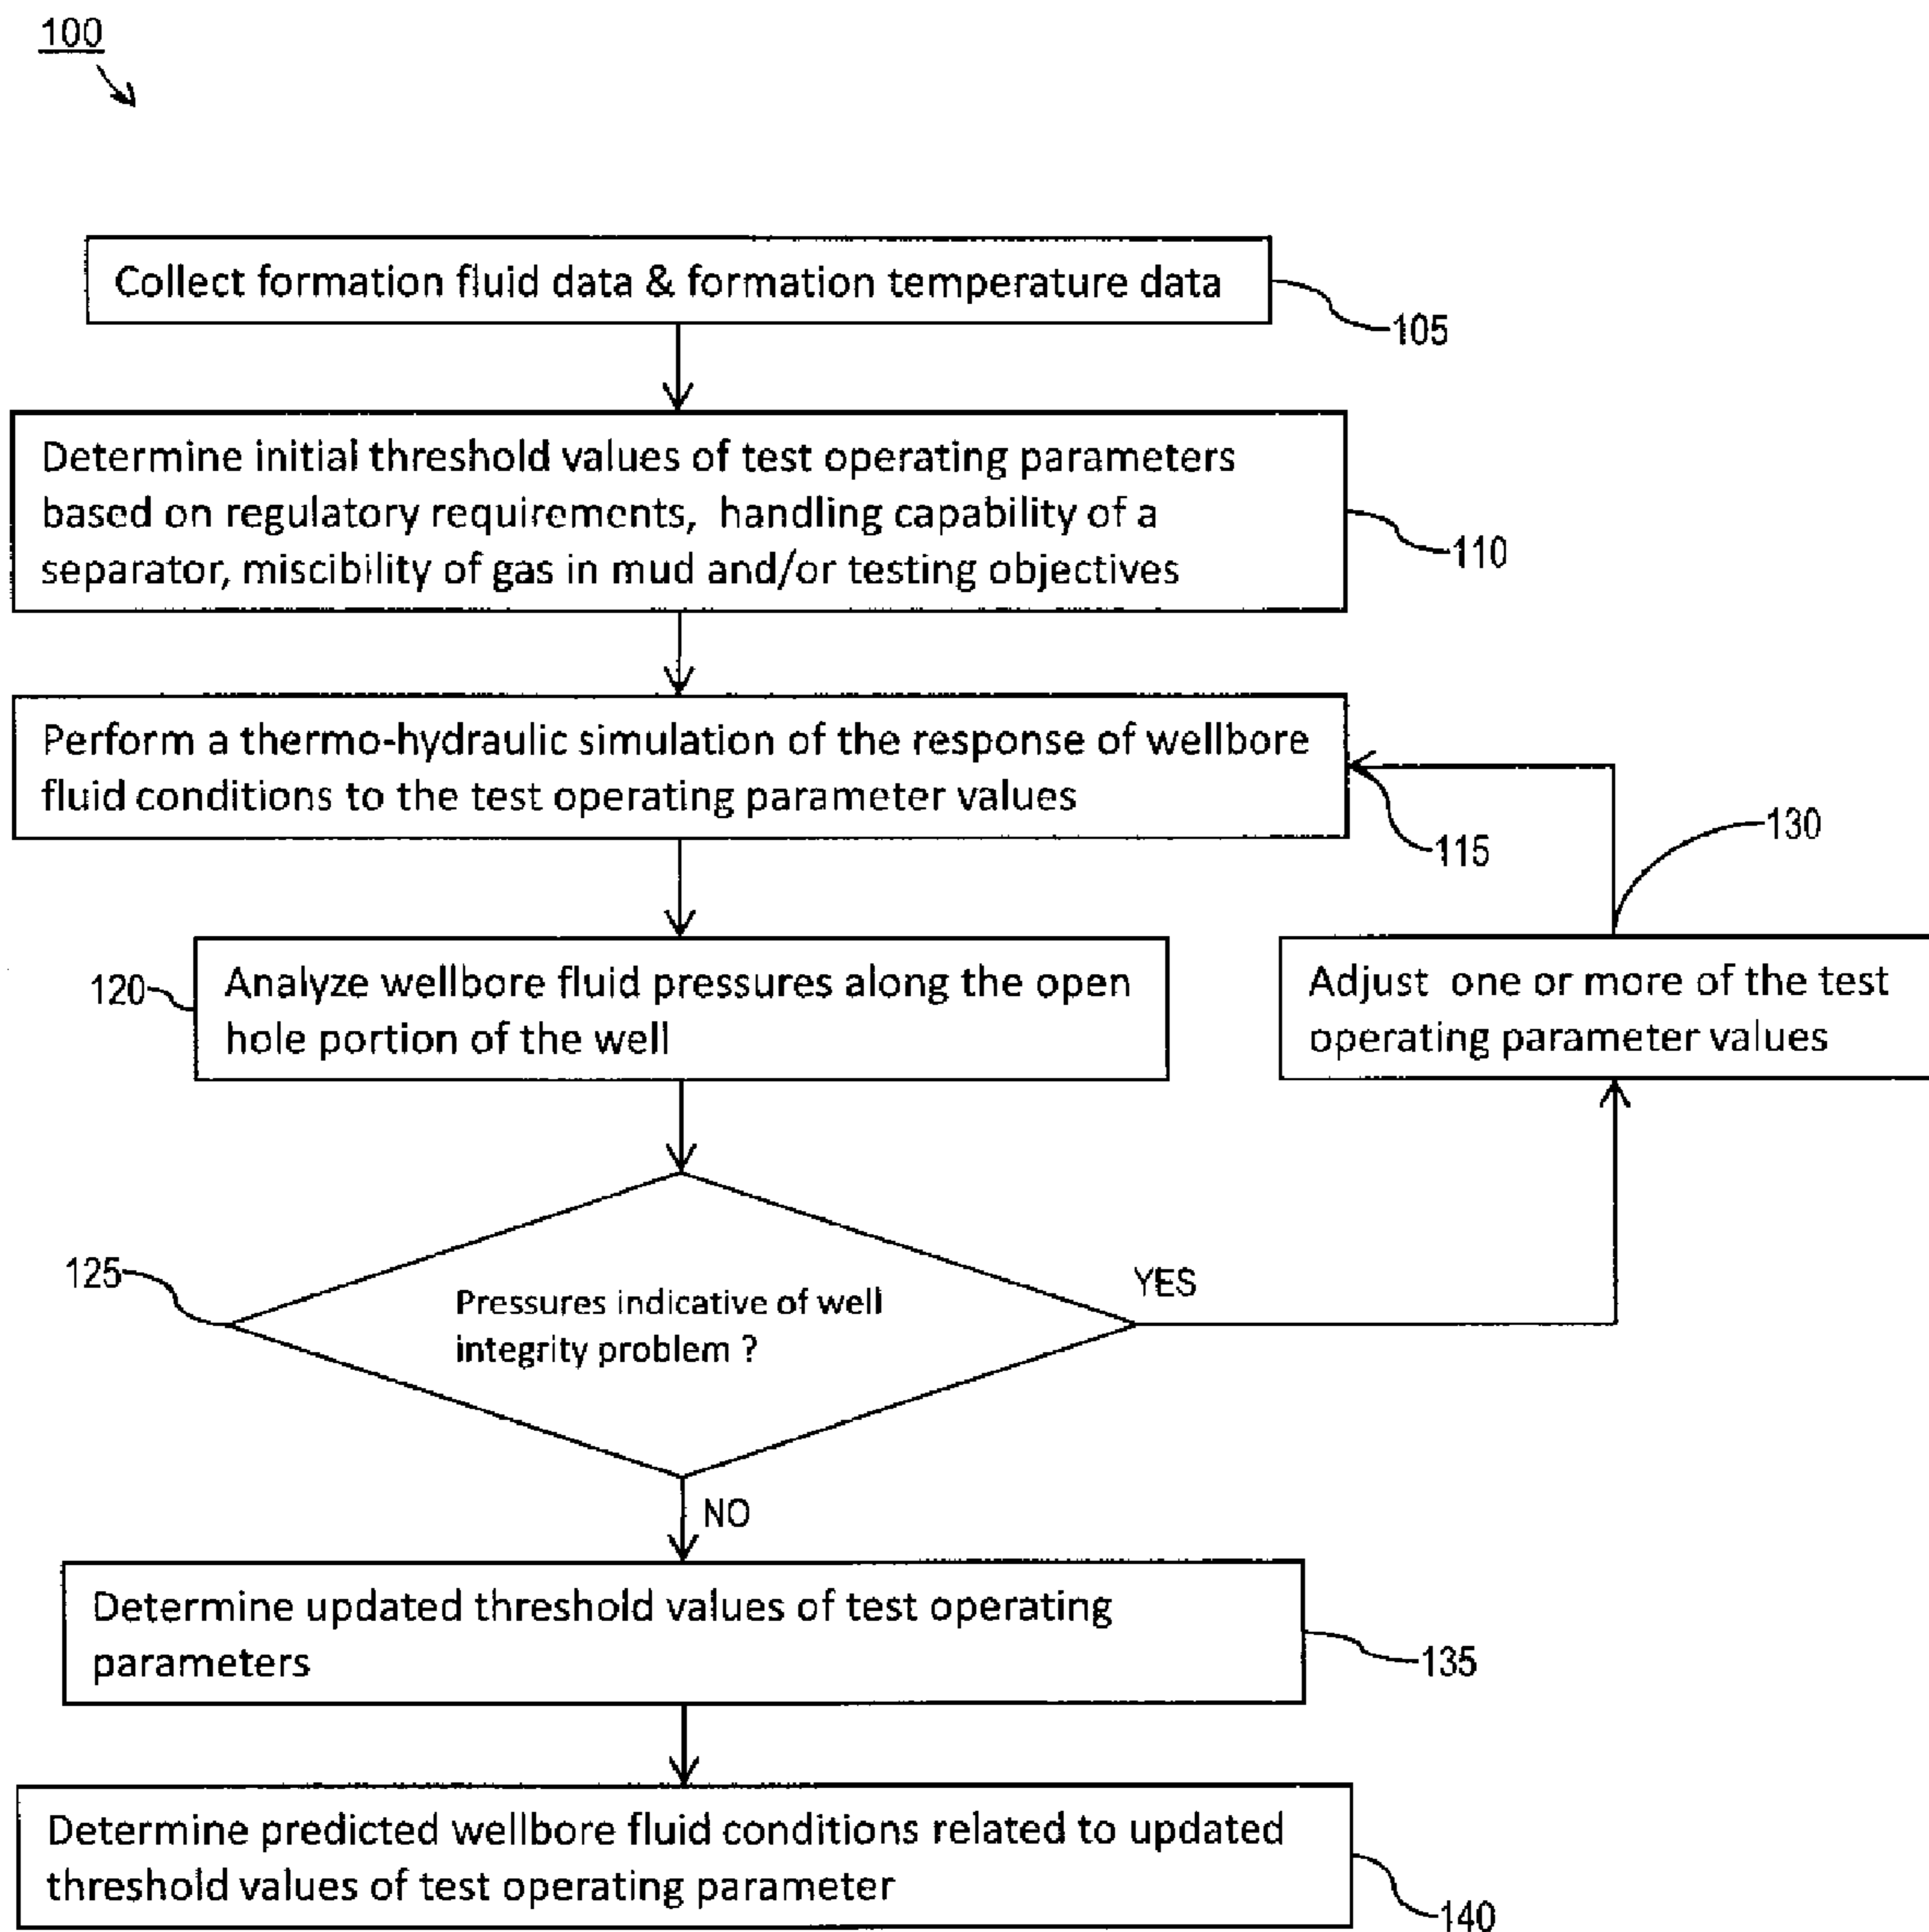 100
Collect formation fluid data & formation temperature data
105
Determine initial threshold values of test operating parameters
based on regulatory requirements, handling capability of a
separator, miscibility of gas in mud and/or testing objectives
110
Perform a thermo-hydraulic simulation of the response of wellbore
fluid conditions to the test operating parameter values
115
130
120
Analyze wellbore fluid pressures along the open
hole portion of the well
Adjust one or more of the test
operating parameter values
125
Pressures indicative of well
integrity problem ?
YES
NO
Determine updated threshold values of test operating
parameters
135
Determine predicted wellbore fluid conditions related to updated
threshold values of test operating parameter
140